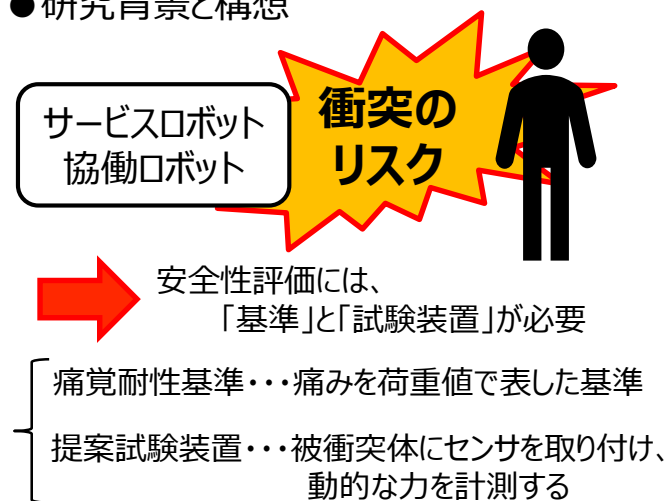 ●研究背景と構想
サービスロボット
協働ロボット
衝突の
リスク
安全性評価には、
「基準」と「試験装置」が必要
痛覚耐性基準・・・痛みを荷重値で表した基準
提案試験装置・・・被衝突体にセンサを取り付け、
動的な力を計測する